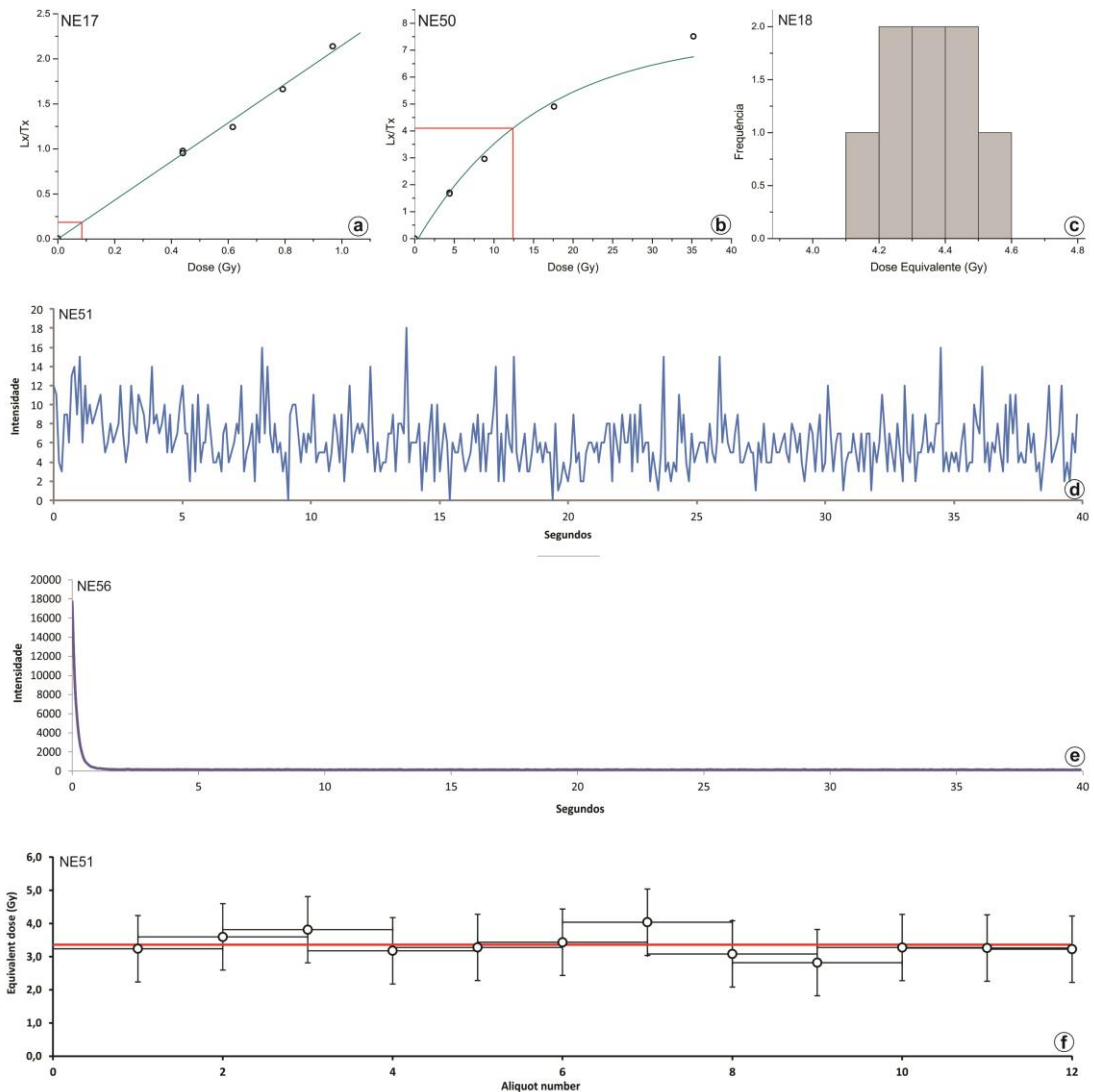 NE17
2.5
2.0
1.5
1.0
0.5
0.0
Lx/Tx
0.0 0.2 0.4 0.6 0.8 1.0
Dose (Gy)
a
NE50
8
7
6
5
4
3
2
1
0
Lx/Tx
0 5 10 15 20 25 30 35 40
Dose (Gy)
b
NE18
2.0
1.5
1.0
0.5
0.0
Frequência
4.0 4.2 4.4 4.6 4.8
Dose Equivalente (Gy)
c
NE51
20
18
16
14
12
10
8
6
4
2
0
Intensidade
0 5 10 15 20 25 30 35 40
Segundos
d
NE56
20000
18000
16000
14000
12000
10000
8000
6000
4000
2000
0
Intensidade
0 5 10 15 20 25 30 35 40
Segundos
e
NE51
6,0
5,0
4,0
3,0
2,0
1,0
0,0
Equivalent dose (Gy)
0 2 4 6 8 10 12
Aliquot number
f